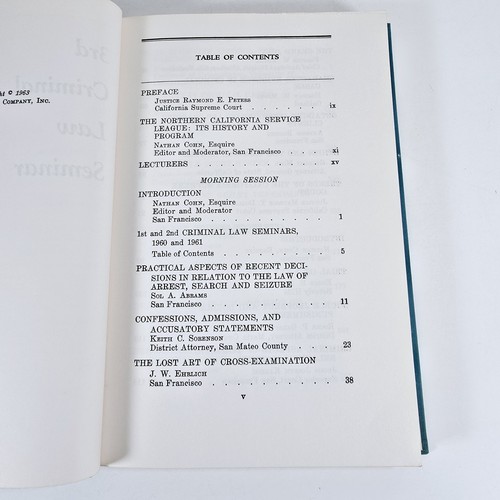 ht © 1963
COMPANY, INC.
3rd
Criminal
Law
Seminar
TABLE OF CONTENTS
PREFACE
JUSTICE RAYMOND E. PETERS
California Supreme Court . . . . . . . ix
THE NORTHERN CALIFORNIA SERVICE
LEAGUE: ITS HISTORY AND
PROGRAM
NATHAN COHN, Esquire
Editor and Moderator, San Francisco . . . . xi
LECTURERS . . . . . . . . . . . xv
MORNING SESSION
INTRODUCTION
NATHAN COHN, Esquire
Editor and Moderator
San Francisco . . . . . . . . . . 1
1st and 2nd CRIMINAL LAW SEMINARS,
1960 and 1961
Table of Contents . . . . . . . . . 5
PRACTICAL ASPECTS OF RECENT DECI-
SIONS IN RELATION TO THE LAW OF
ARREST, SEARCH AND SEIZURE
SOL A. ABRAMS
San Francisco . . . . . . . . . . 11
CONFESSIONS, ADMISSIONS, AND
ACCUSATORY STATEMENTS
KEITH C. SORENSON
District Attorney, San Mateo County . . . . 23
THE LOST ART OF CROSS-EXAMINATION
J. W. EHRLICH
San Francisco . . . . . . . . . . 38
v